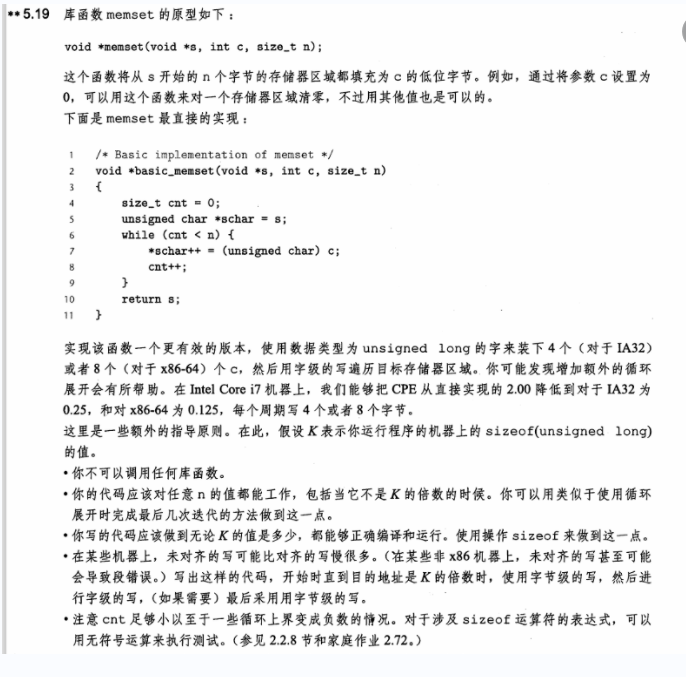 ** 5.19 库函数 memset 的原型如下：
void *memset(void *s, int c, size_t n);
这个函数将从 s 开始的 n 个字节的存储器区域都填充为 c 的低位字节。例如，通过将参数 c 设置为
0，可以用这个函数来对一个存储器区域清零，不过用其他值也是可以的。
下面是 memset 最直接的实现：
1 /* Basic implementation of memset */
2 void *basic_memset(void *s, int c, size_t n)
3 {
4 size_t cnt = 0;
5 unsigned char *schar = s;
6 while (cnt < n) {
7 *schar++ = (unsigned char) c;
8 cnt++;
9 }
10 return s;
11 }
实现该函数一个更有效的版本，使用数据类型为 unsigned long 的字来装下 4 个（对于 IA32）
或者 8 个（对于 x86-64）个 c，然后用字级的写遍历目标存储器区域。你可能发现增加额外的循环
展开会有所帮助。在 Intel Core i7 机器上，我们能够把 CPE 从直接实现的 2.00 降低到对于 IA32 为
0.25，和对 x86-64 为 0.125，每个周期写 4 个或者 8 个字节。
这里是一些额外的指导原则。在此，假设 K 表示你运行程序的机器上的 sizeof(unsigned long)
的值。
• 你不可以调用任何库函数。
• 你的代码应该对任意 n 的值都能工作，包括当它不是 K 的倍数的时候。你可以用类似于使用循环
展开时完成最后几次迭代的方法做到这一点。
• 你写的代码应该做到无论 K 的值是多少，都能够正确编译和运行。使用操作 sizeof 来做到这一点。
• 在某些机器上，未对齐的写可能比对齐的写慢很多。（在某些非 x86 机器上，未对齐的写甚至可能
会导致段错误。）写出这样的代码，开始时直到目的地址是 K 的倍数时，使用字节级的写，然后进
行字级的写，（如果需要）最后采用用字节级的写。
• 注意 cnt 足够小以至于一些循环上界变成负数的情况。对于涉及 sizeof 运算符的表达式，可以
用无符号运算来执行测试。（参见 2.2.8 节和家庭作业 2.72。）